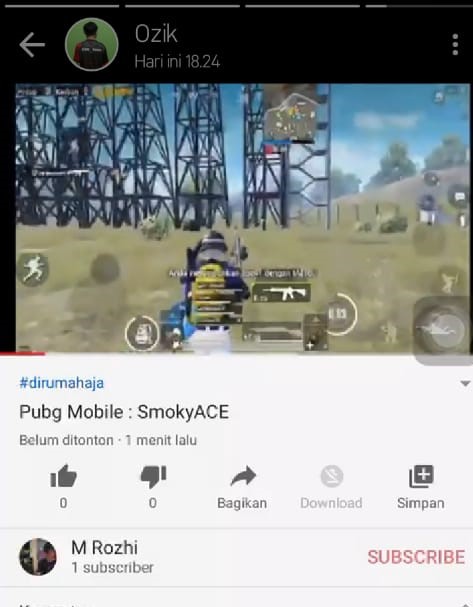 Ozik
Hari ini 18.24
#dirumahaja
Pubg Mobile : SmokyACE
Belum ditonton · 1 menit lalu
0
0
Bagikan
Download
Simpan
M Rozhi
1 subscriber
SUBSCRIBE